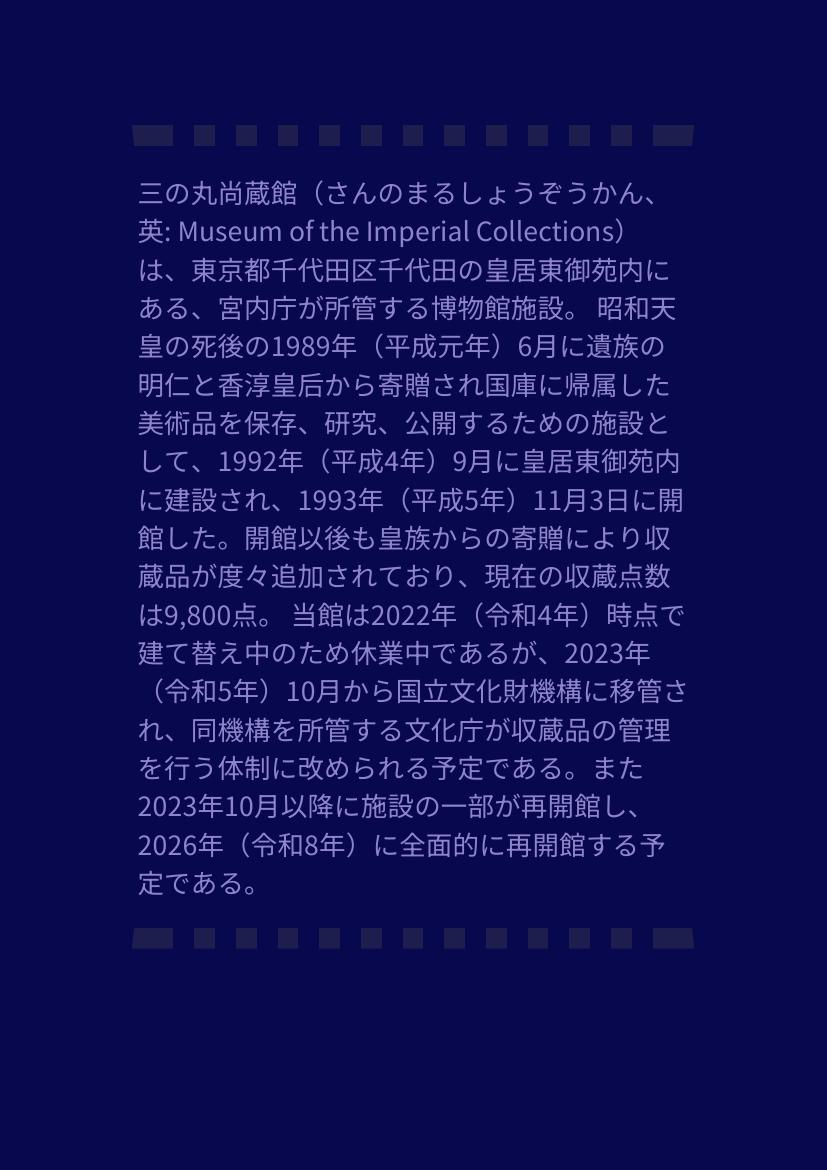 三の丸尚蔵館（さんのまるしょうぞうかん、
英: Museum of the Imperial Collections）
は、東京都千代田区千代田の皇居東御苑内に
ある、宮内庁が所管する博物館施設。 昭和天
皇の死後の1989年（平成元年）6月に遺族の
明仁と香淳皇后から寄贈され国庫に帰属した
美術品を保存、研究、公開するための施設と
して、1992年（平成4年）9月に皇居東御苑内
に建設され、1993年（平成5年）11月3日に開
館した。開館以後も皇族からの寄贈により収
蔵品が度々追加されており、現在の収蔵点数
は9,800点。 当館は2022年（令和4年）時点で
建て替え中のため休業中であるが、2023年
（令和5年）10月から国立文化財機構に移管さ
れ、同機構を所管する文化庁が収蔵品の管理
を行う体制に改められる予定である。また
2023年10月以降に施設の一部が再開館し、
2026年（令和8年）に全面的に再開館する予
定である。